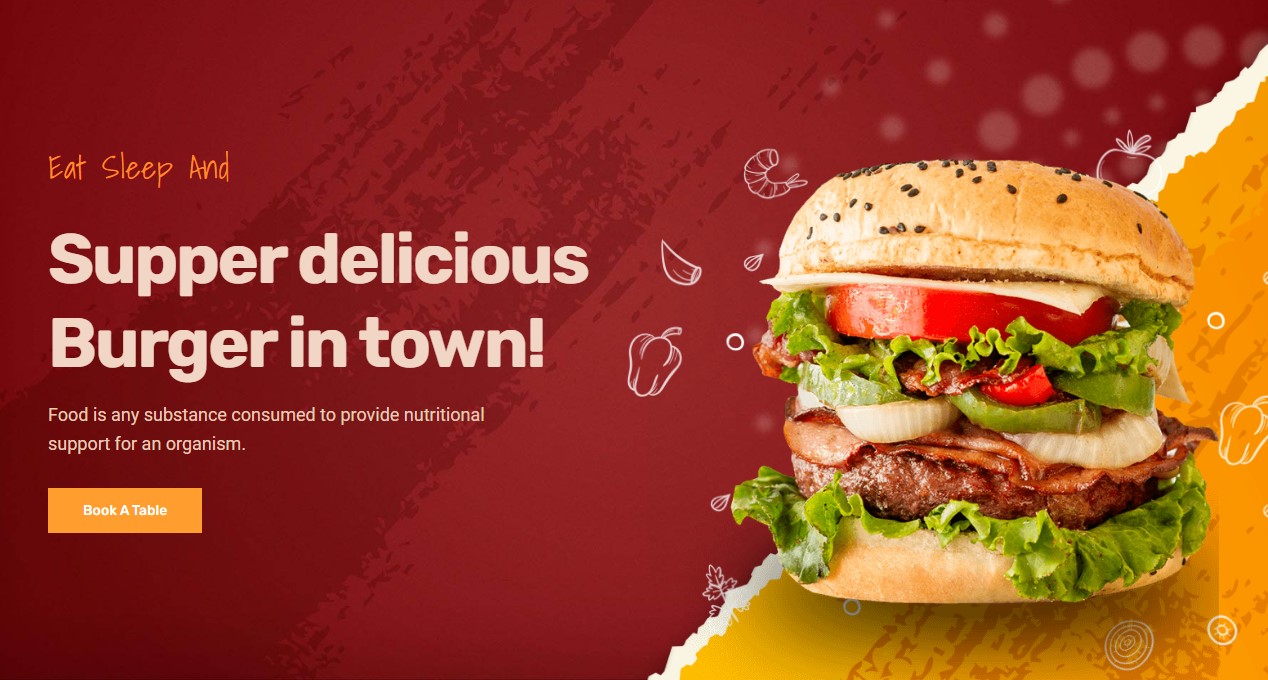 Eat Sleep And
Supper delicious
Burger in town!
Food is any substance consumed to provide nutritional
support for an organism.
Book A Table